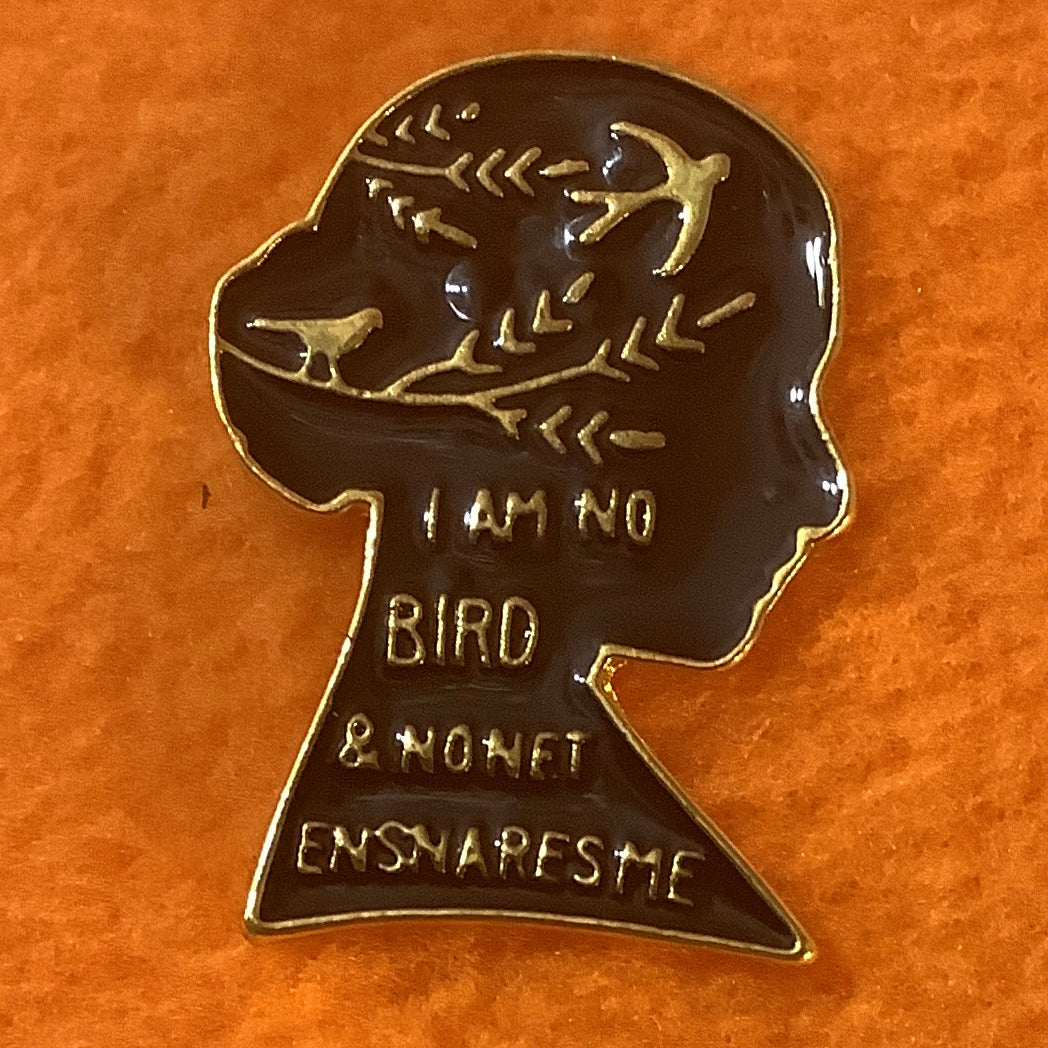 I AM NO
BIRD
& NO NET
ENSNARES ME